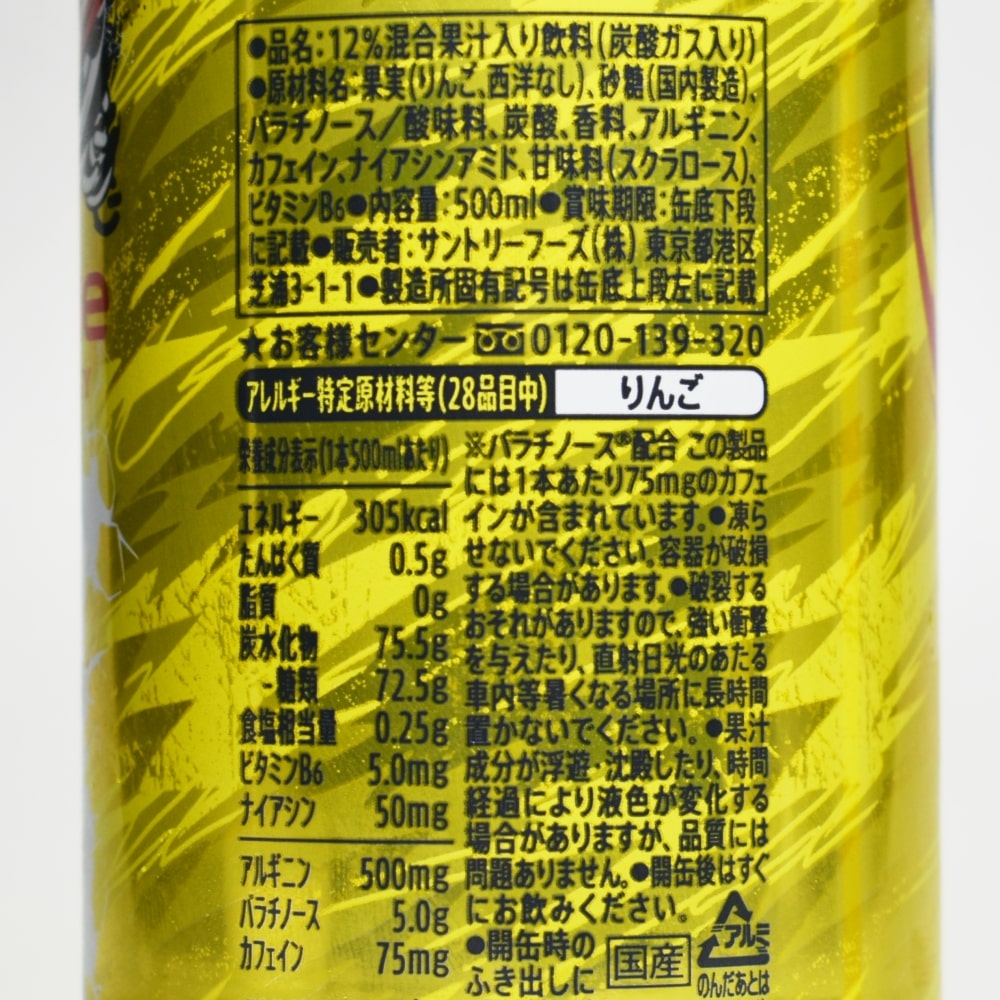 ●品名：12%混合果汁入り飲料(炭酸ガス入り)
●原材料名：果実(りんご、西洋なし)、砂糖(国内製造)、
パラチノース／酸味料、炭酸、香料、アルギニン、
カフェイン、ナイアシンアミド、甘味料(スクラロース)、
ビタミンB6●内容量：500ml●賞味期限：缶底下段
に記載●販売者：サントリーフーズ(株) 東京都港区
芝浦3-1-1●製造所固有記号は缶底上段左に記載
★お客様センター 0120-139-320
アレルギー特定原材料等(28品目中) りんご
栄養成分表示(1本500mlあたり)
エネルギー 305kcal
たんぱく質 0.5g
脂質 0g
炭水化物 75.5g
-糖類 72.5g
食塩相当量 0.25g
ビタミンB6 5.0mg
ナイアシン 50mg
アルギニン 500mg
パラチノース 5.0g
カフェイン 75mg
※パラチノース®配合 この製品
には1本あたり75mgのカフェ
インが含まれています。●凍ら
せないでください。容器が破損
する場合があります。●破裂する
おそれがありますので、強い衝撃
を与えたり、直射日光のあたる
車内等暑くなる場所に長時間
置かないでください。●果汁
成分が浮遊・沈殿したり、時間
経過により液色が変化する
場合がありますが、品質には
問題ありません。●開缶後はすぐ
にお飲みください。
●開缶時の
ふき出しに
国産
アルミ
のんだあとは